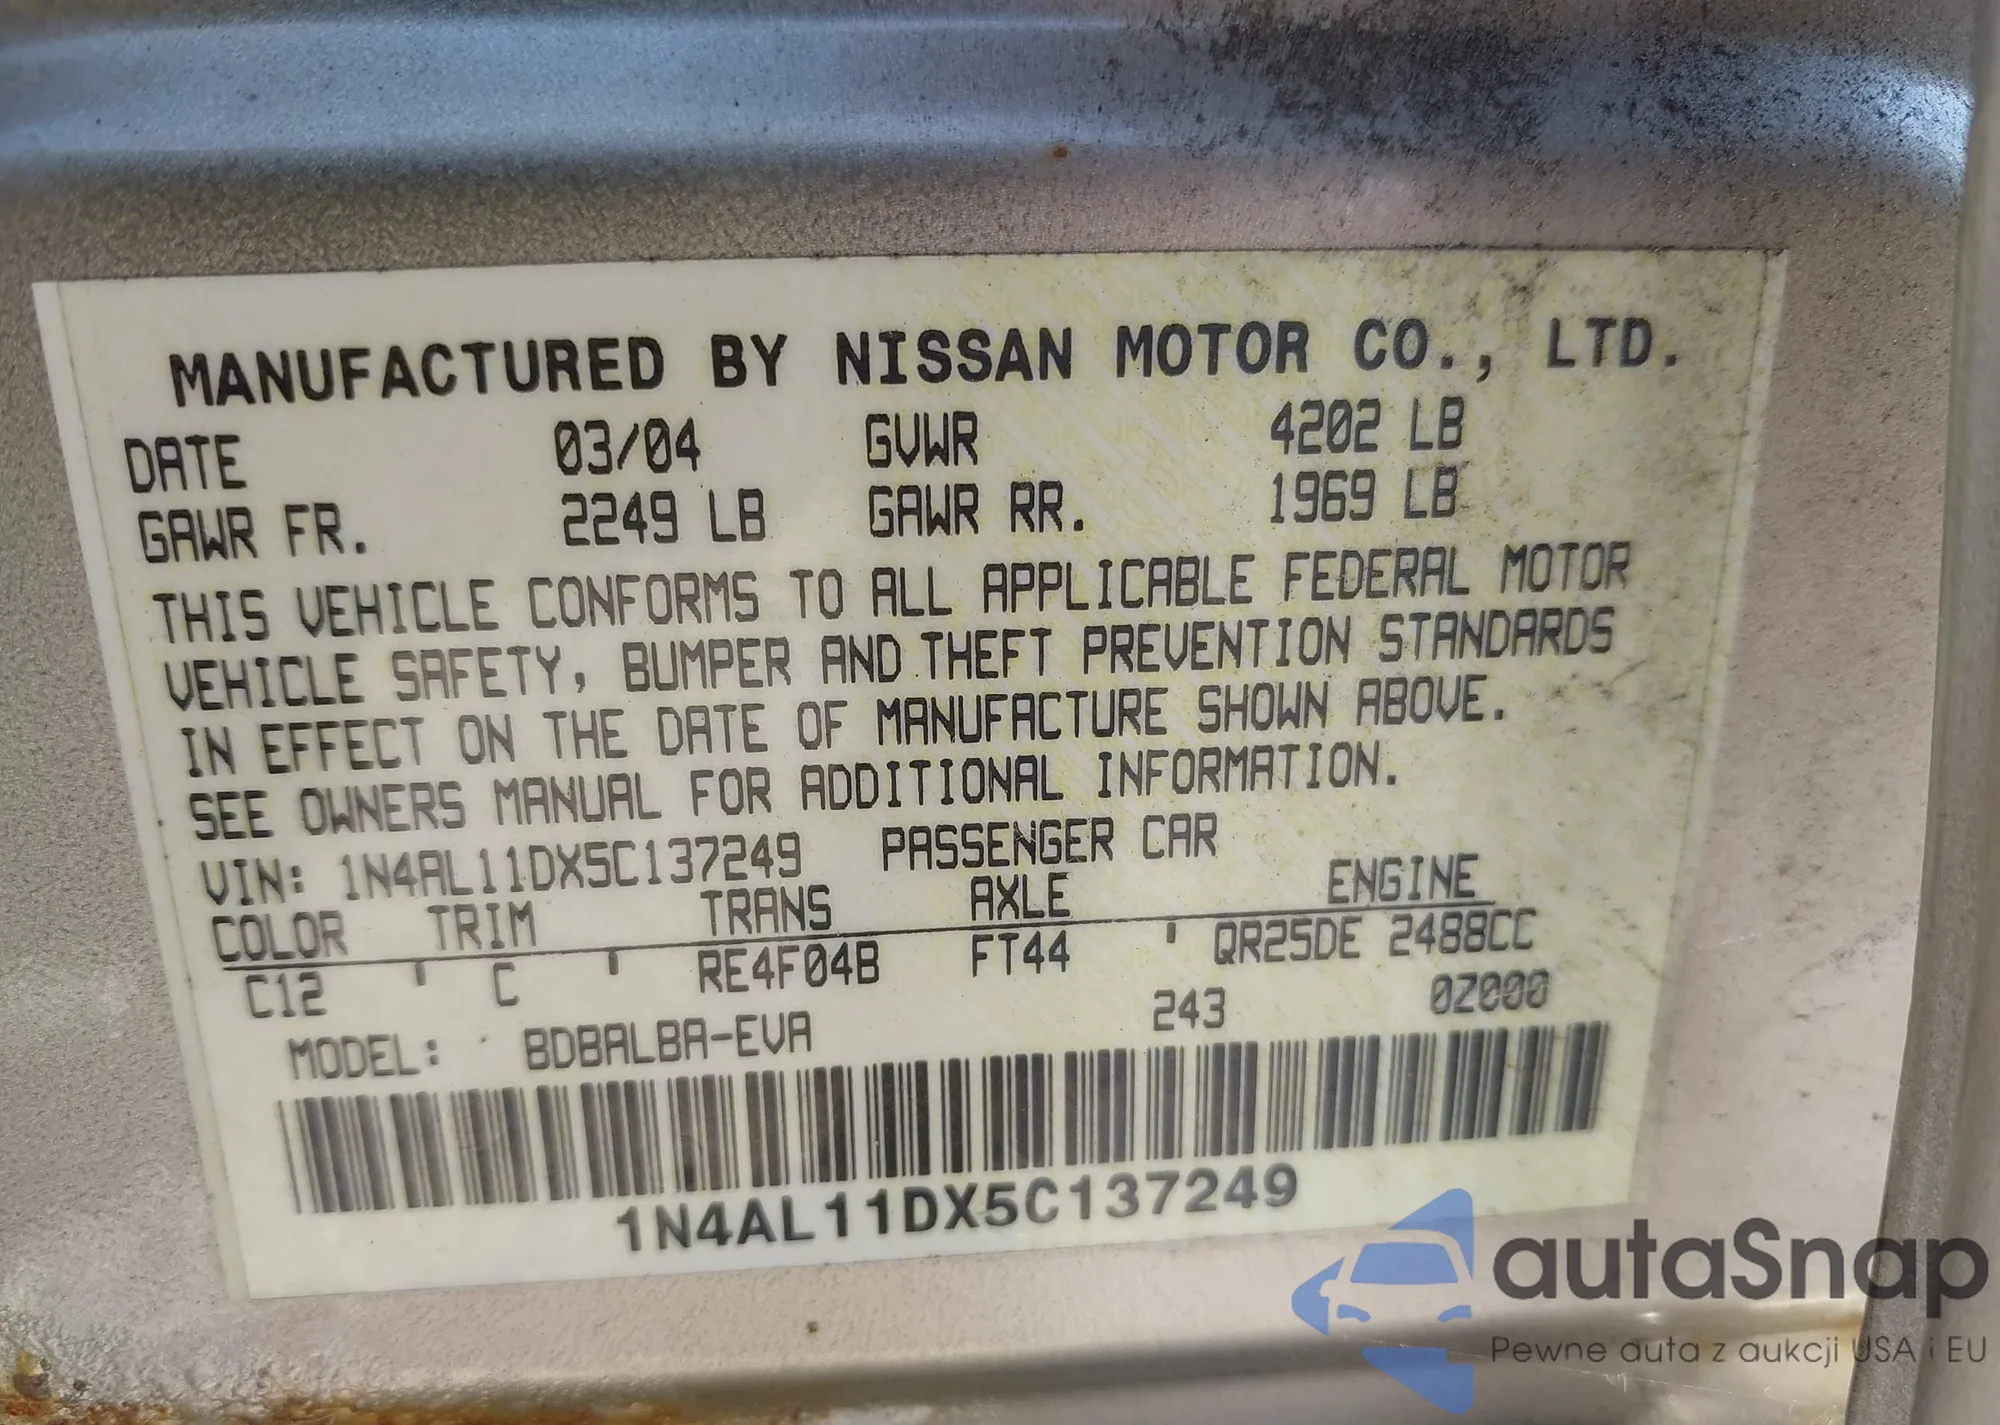 MANUFACTURED BY NISSAN MOTOR CO., LTD.
DATE 03/04 GVWR 4202 LB
GAWR FR. 2249 LB GAWR RR. 1969 LB
THIS VEHICLE CONFORMS TO ALL APPLICABLE FEDERAL MOTOR
VEHICLE SAFETY, BUMPER AND THEFT PREVENTION STANDARDS
IN EFFECT ON THE DATE OF MANUFACTURE SHOWN ABOVE.
SEE OWNERS MANUAL FOR ADDITIONAL INFORMATION.
VIN: 1N4AL11DX5C137249 PASSENGER CAR
COLOR TRIM TRANS AXLE ENGINE
C12 ' C ' RE4F04B FT44 ' QR25DE 2488CC
MODEL: BDBALBA-EVA 243 0Z000
1N4AL11DX5C137249
autaSnap
Pewne auta z aukcji USA i EU